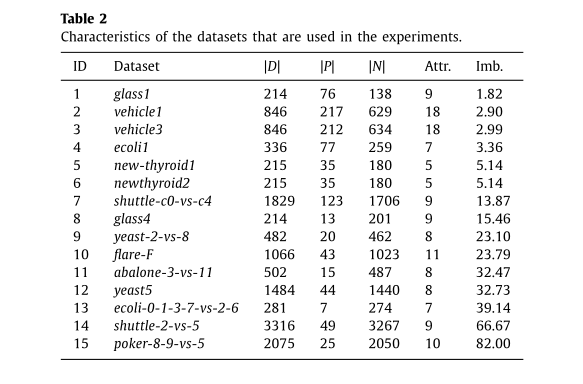 Table 2
Characteristics of the datasets that are used in the experiments.
ID Dataset |D| |P| |N| Attr. Imb.
1 glass1 214 76 138 9 1.82
2 vehicle1 846 217 629 18 2.90
3 vehicle3 846 212 634 18 2.99
4 ecoli1 336 77 259 7 3.36
5 new-thyroid1 215 35 180 5 5.14
6 newthyroid2 215 35 180 5 5.14
7 shuttle-c0-vs-c4 1829 123 1706 9 13.87
8 glass4 214 13 201 9 15.46
9 yeast-2-vs-8 482 20 462 8 23.10
10 flare-F 1066 43 1023 11 23.79
11 abalone-3-vs-11 502 15 487 8 32.47
12 yeast5 1484 44 1440 8 32.73
13 ecoli-0-1-3-7-vs-2-6 281 7 274 7 39.14
14 shuttle-2-vs-5 3316 49 3267 9 66.67
15 poker-8-9-vs-5 2075 25 2050 10 82.00